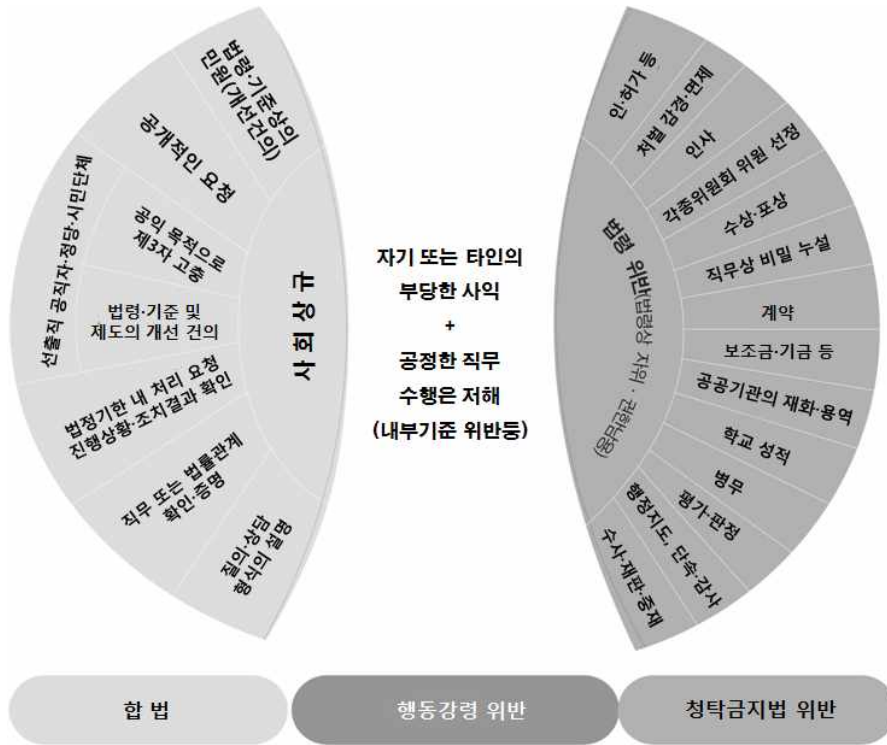 법령·기준상의
민원(개선건의)
공개적인 요청
선출직 공직자·정당·시민단체
공익 목적으로
제3자 고충
법령·기준 및
제도의 개선 건의
법정기한 내 처리 요청
진행상황·조치결과 확인
직무 또는 법률관계
확인·증명
질의·상담
형식의 설명
사회상규
자기 또는 타인의
부당한 사익
+
공정한 직무
수행은 저해
(내부기준 위반등)
법령 위반(법령상 지위·권한남용)
인·허가 등
처벌 감경·면제
인사
각종위원회 위원 선정
수상·포상
직무상 비밀 누설
계약
보조금·기금 등
공공기관의 재화·용역
학교 성적
병무
평가·판정
행정지도, 단속·감사
수사·재판·중재
합 법
행동강령 위반
청탁금지법 위반